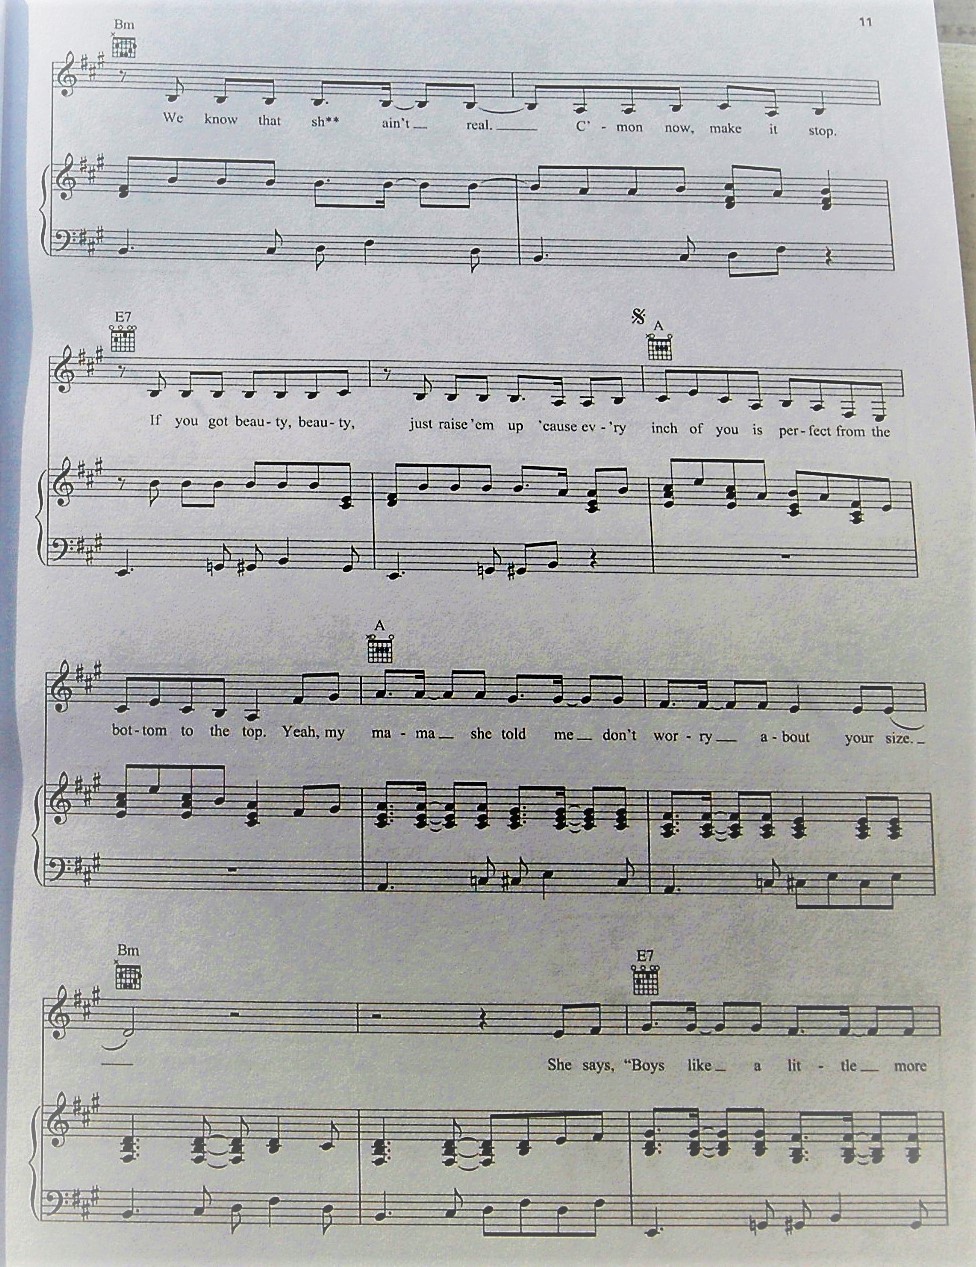 11
Bm
We know that sh** ain't real. C' - mon now, make it stop.
E7 A
If you got beau - ty, beau - ty, just raise 'em up 'cause ev - 'ry inch of you is per - fect from the
A
bot - tom to the top. Yeah, my ma - ma she told me don't wor - ry a - bout your size.
Bm E7
She says, “Boys like a lit - tle more